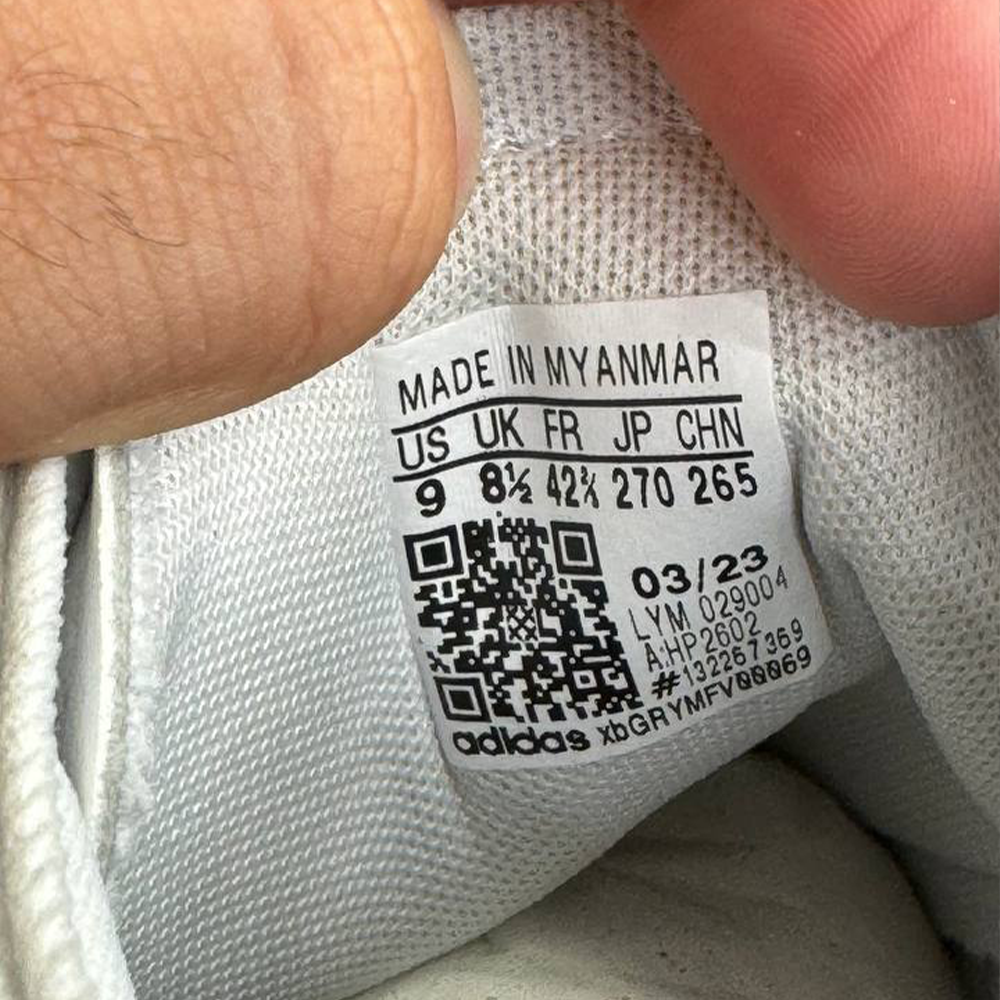 MADE IN MYANMAR
US UK FR JP CHN
9 8½ 42⅔ 270 265
03/23
LYM 029004
A:HP2602
#132267369
adidas xbGRYMFV00069